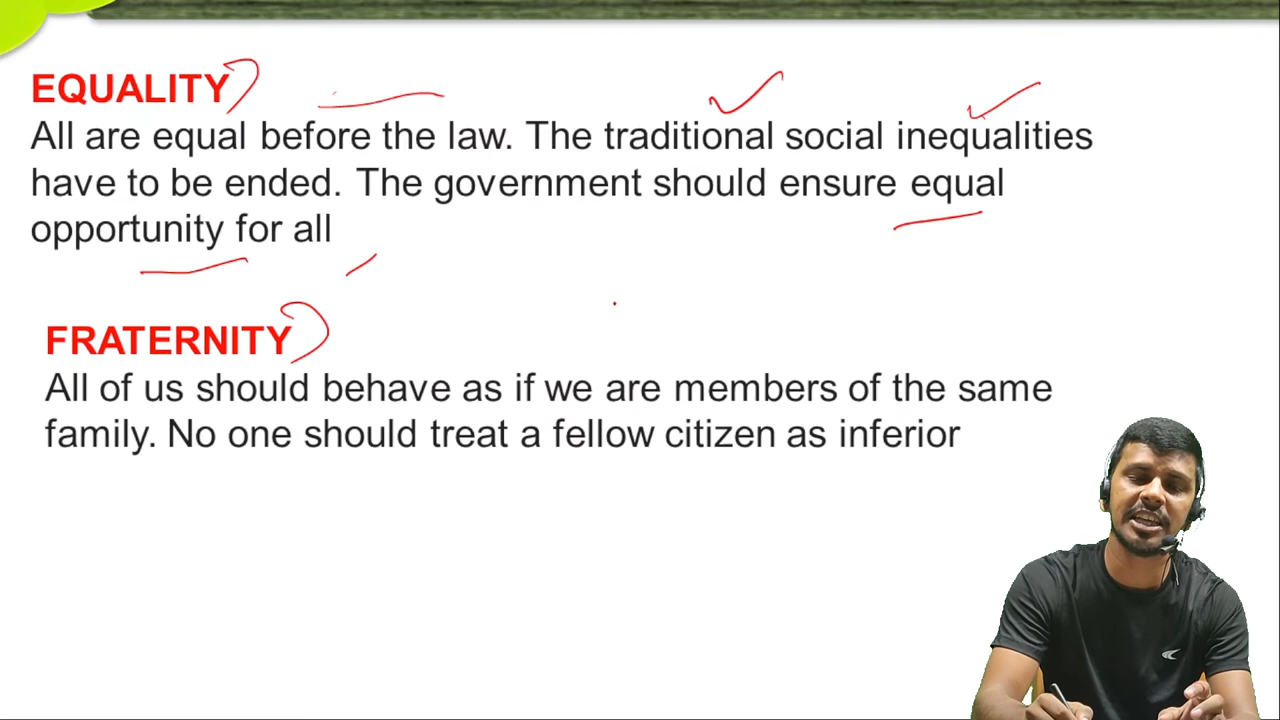 EQUALITY
All are equal before the law. The traditional social inequalities
have to be ended. The government should ensure equal
opportunity for all
FRATERNITY
All of us should behave as if we are members of the same
family. No one should treat a fellow citizen as inferior